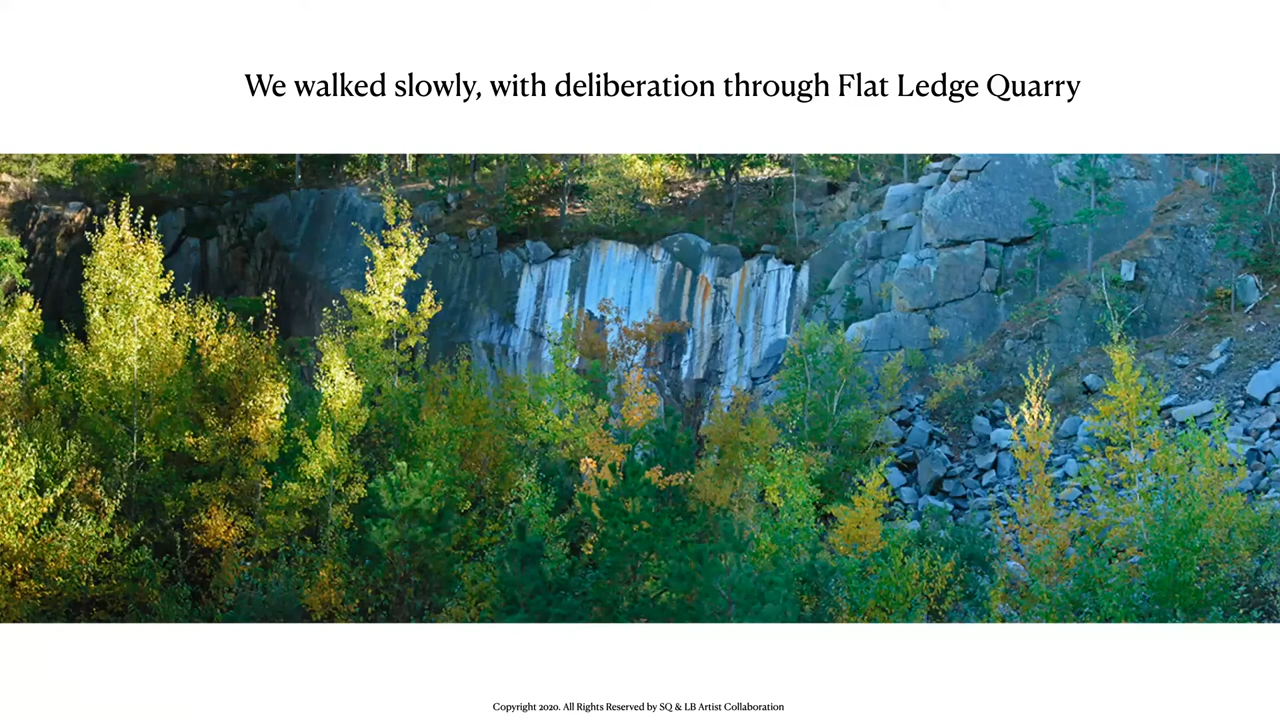 We walked slowly, with deliberation through Flat Ledge Quarry
Copyright 2020. All Rights Reserved by SQ & LB Artist Collaboration